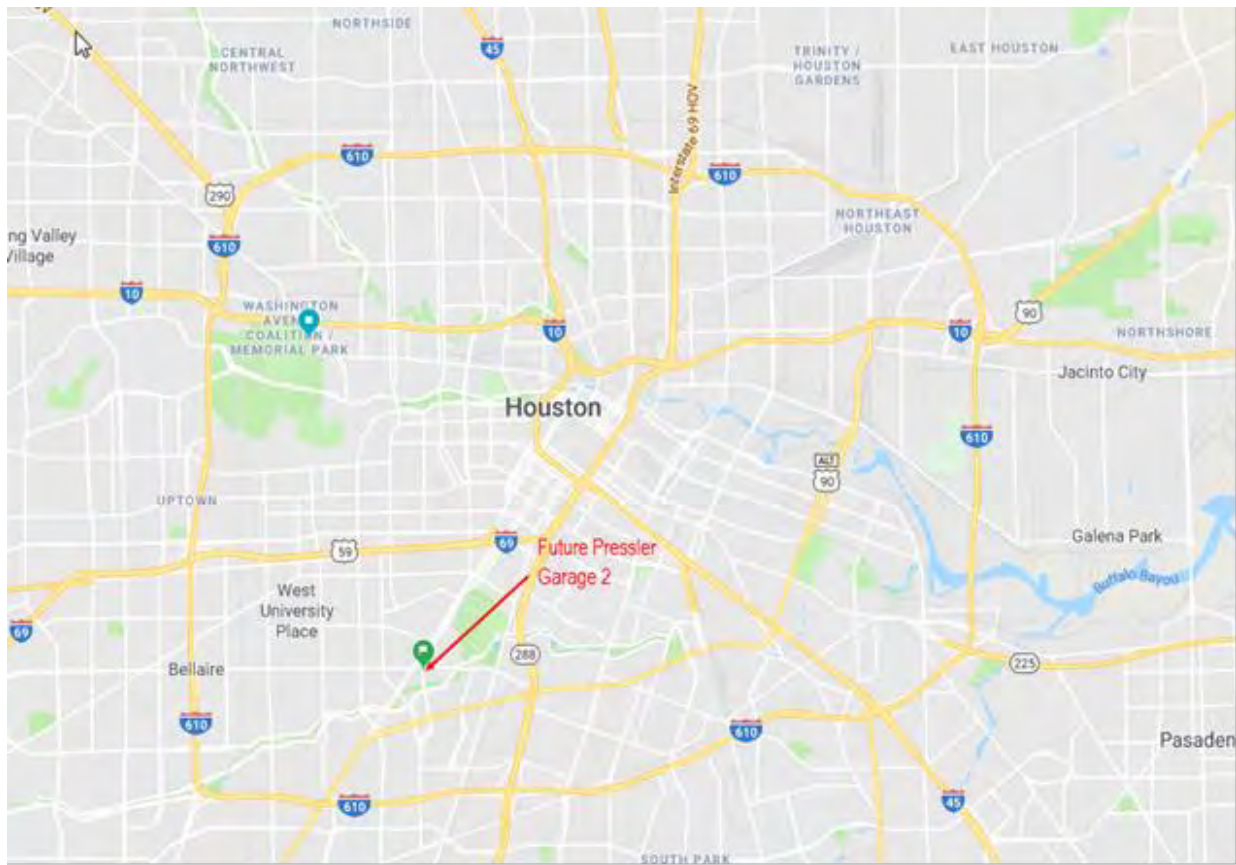 NORTHSIDE
45
CENTRAL
NORTHWEST
TRINITY /
HOUSTON
GARDENS
EAST HOUSTON
Interstate 69 HOV
610
610
290
NORTHEAST
HOUSTON
ng Valley
Village
610
10
WASHINGTON
AVEN
COALITION /
MEMORIAL PARK
10
10
90
NORTHSHORE
Jacinto City
Houston
610
ALT
90
UPTOWN
69
59
Future Pressler
Garage 2
Galena Park
Buffalo Bayou
West
University
Place
69
288
225
Bellaire
610
610
Pasaden
610
45
SOUTH PARK